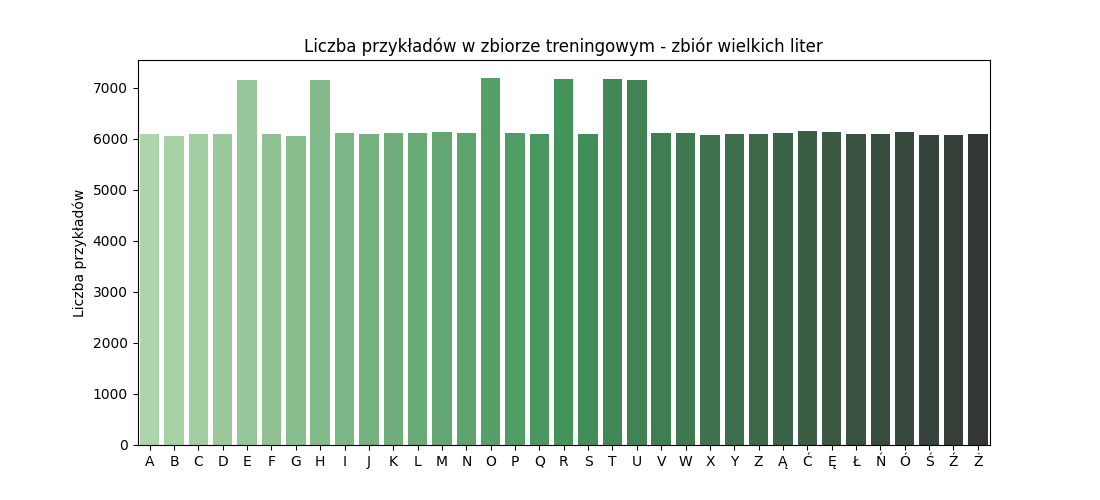 Liczba przykładów w zbiorze treningowym - zbiór wielkich liter
Liczba przykładów
7000
6000
5000
4000
3000
2000
1000
0
A B C D E F G H I J K L M N O P Q R S T U V W X Y Z Ą Ć Ę Ł Ń Ó Ś Ź Ż